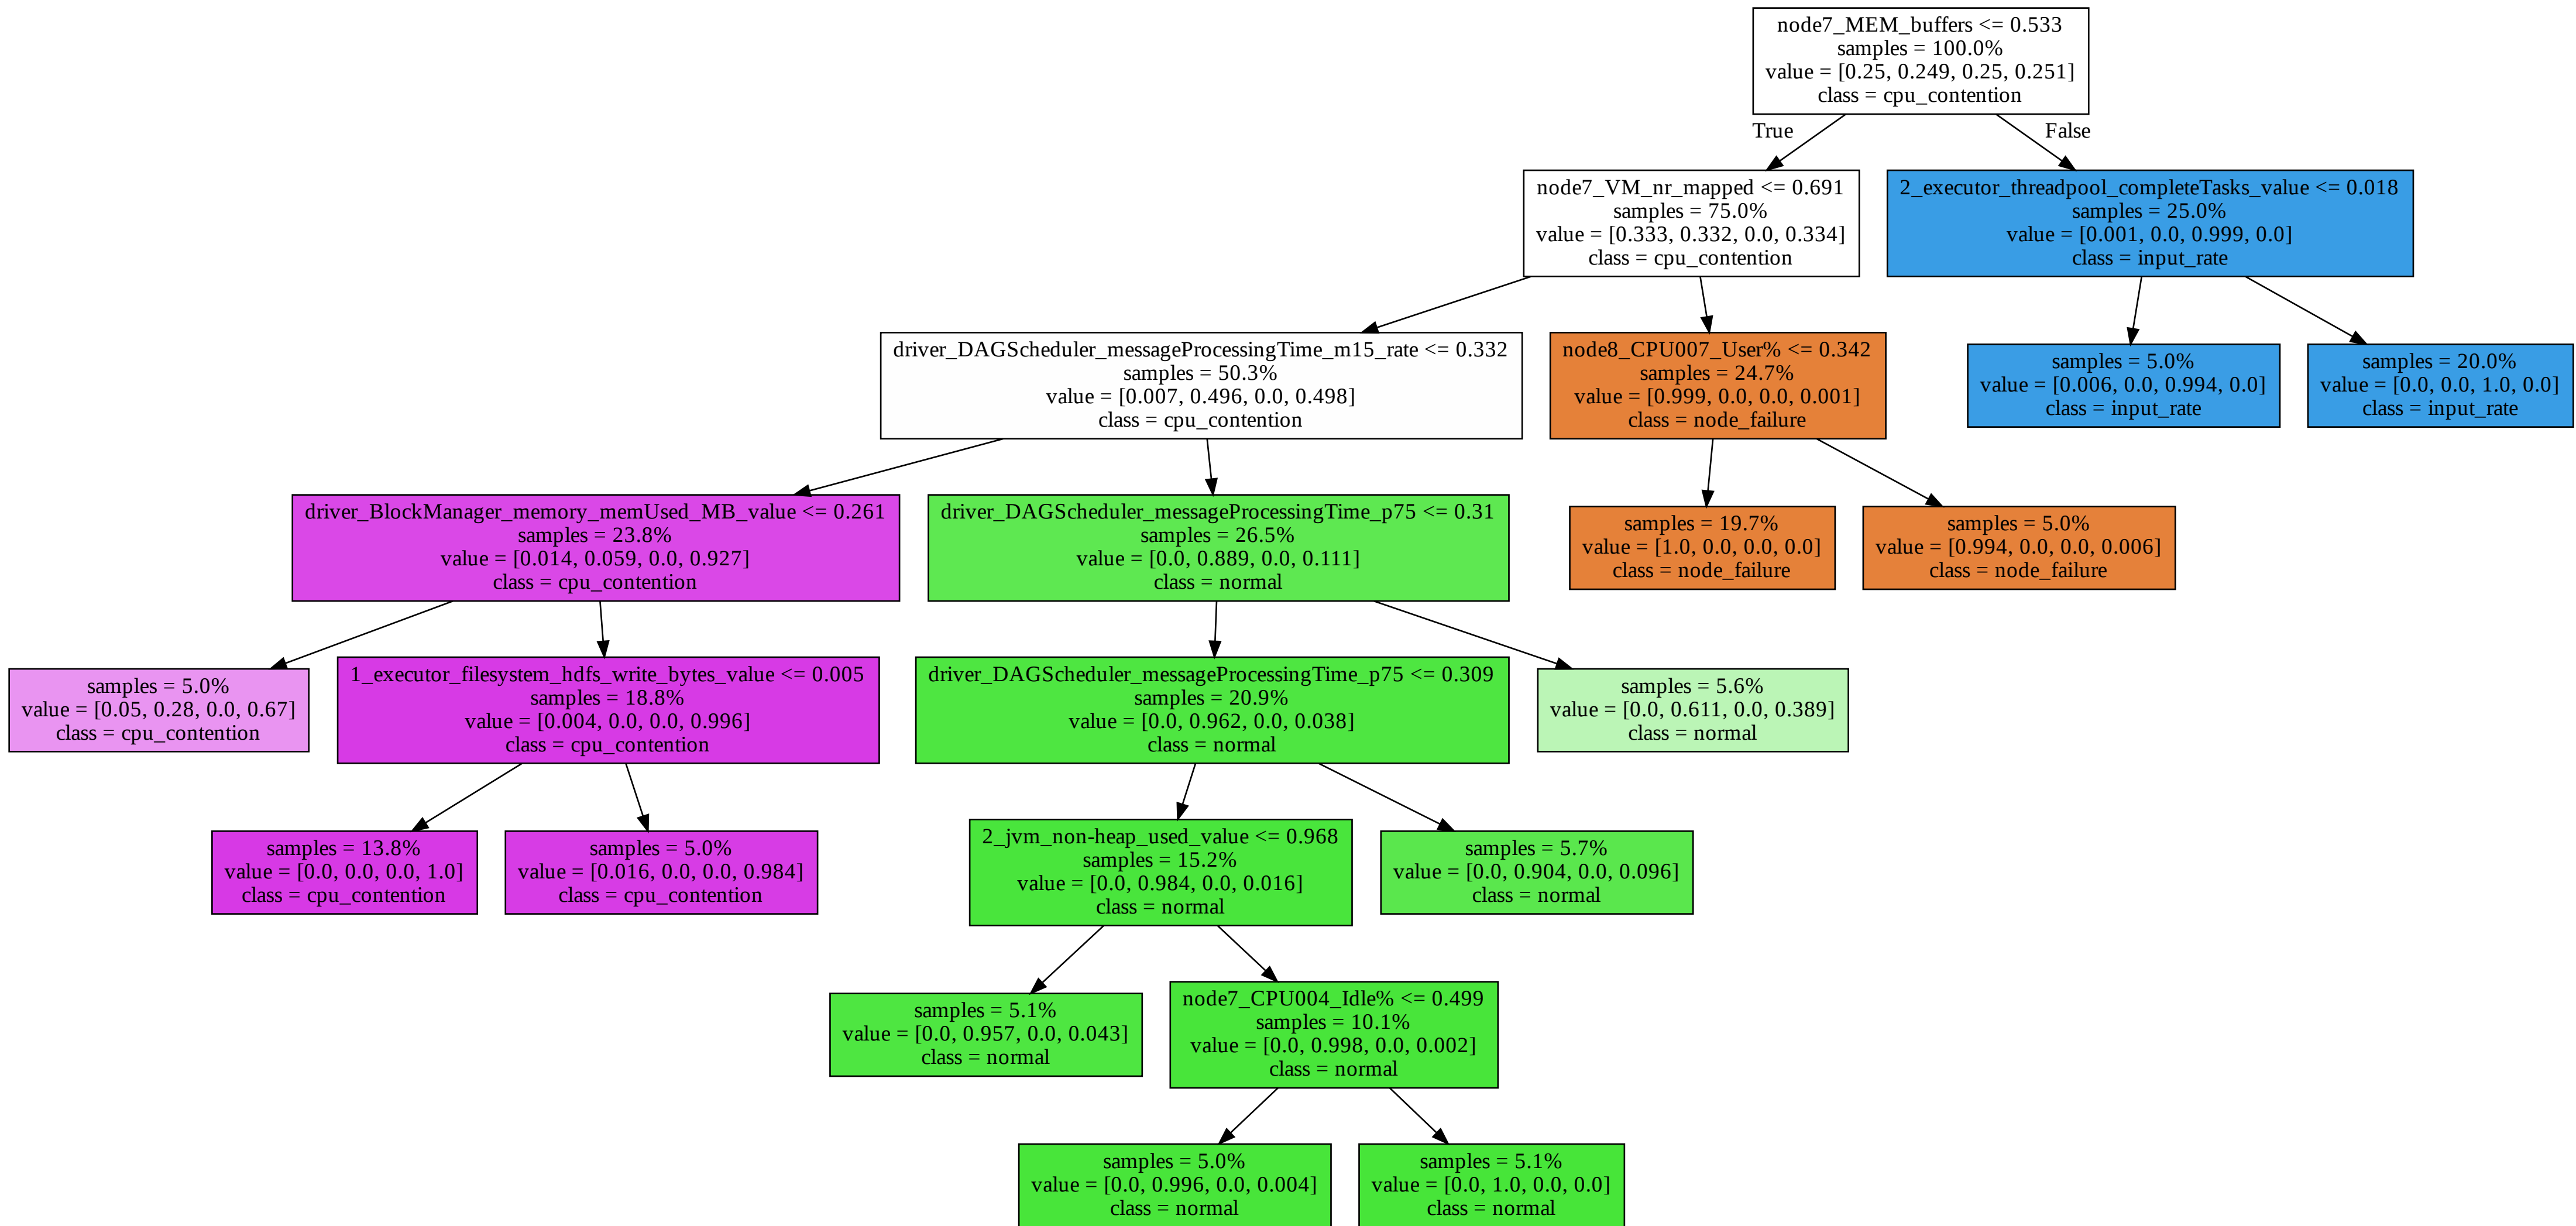 node7_MEM_buffers <= 0.533
samples = 100.0%
value = [0.25, 0.249, 0.25, 0.251]
class = cpu_contention
True
False
node7_VM_nr_mapped <= 0.691
samples = 75.0%
value = [0.333, 0.332, 0.0, 0.334]
class = cpu_contention
2_executor_threadpool_completeTasks_value <= 0.018
samples = 25.0%
value = [0.001, 0.0, 0.999, 0.0]
class = input_rate
driver_DAGScheduler_messageProcessingTime_m15_rate <= 0.332
samples = 50.3%
value = [0.007, 0.496, 0.0, 0.498]
class = cpu_contention
node8_CPU007_User% <= 0.342
samples = 24.7%
value = [0.999, 0.0, 0.0, 0.001]
class = node_failure
samples = 5.0%
value = [0.006, 0.0, 0.994, 0.0]
class = input_rate
samples = 20.0%
value = [0.0, 0.0, 1.0, 0.0]
class = input_rate
driver_BlockManager_memory_memUsed_MB_value <= 0.261
samples = 23.8%
value = [0.014, 0.059, 0.0, 0.927]
class = cpu_contention
driver_DAGScheduler_messageProcessingTime_p75 <= 0.31
samples = 26.5%
value = [0.0, 0.889, 0.0, 0.111]
class = normal
samples = 19.7%
value = [1.0, 0.0, 0.0, 0.0]
class = node_failure
samples = 5.0%
value = [0.994, 0.0, 0.0, 0.006]
class = node_failure
samples = 5.0%
value = [0.05, 0.28, 0.0, 0.67]
class = cpu_contention
1_executor_filesystem_hdfs_write_bytes_value <= 0.005
samples = 18.8%
value = [0.004, 0.0, 0.0, 0.996]
class = cpu_contention
driver_DAGScheduler_messageProcessingTime_p75 <= 0.309
samples = 20.9%
value = [0.0, 0.962, 0.0, 0.038]
class = normal
samples = 5.6%
value = [0.0, 0.611, 0.0, 0.389]
class = normal
samples = 13.8%
value = [0.0, 0.0, 0.0, 1.0]
class = cpu_contention
samples = 5.0%
value = [0.016, 0.0, 0.0, 0.984]
class = cpu_contention
2_jvm_non-heap_used_value <= 0.968
samples = 15.2%
value = [0.0, 0.984, 0.0, 0.016]
class = normal
samples = 5.7%
value = [0.0, 0.904, 0.0, 0.096]
class = normal
samples = 5.1%
value = [0.0, 0.957, 0.0, 0.043]
class = normal
node7_CPU004_Idle% <= 0.499
samples = 10.1%
value = [0.0, 0.998, 0.0, 0.002]
class = normal
samples = 5.0%
value = [0.0, 0.996, 0.0, 0.004]
class = normal
samples = 5.1%
value = [0.0, 1.0, 0.0, 0.0]
class = normal